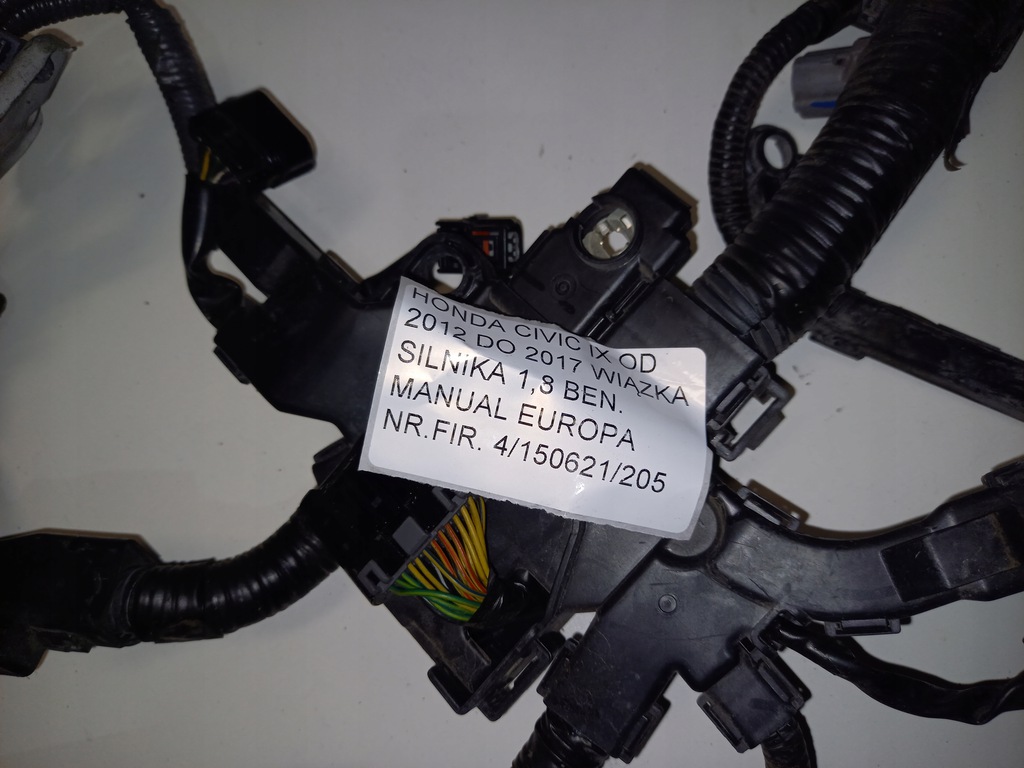 HONDA CIVIC IX OD
2012 DO 2017 WIĄZKA
SILNiKA 1,8 BEN.
MANUAL EUROPA
NR.FIR. 4/150621/205